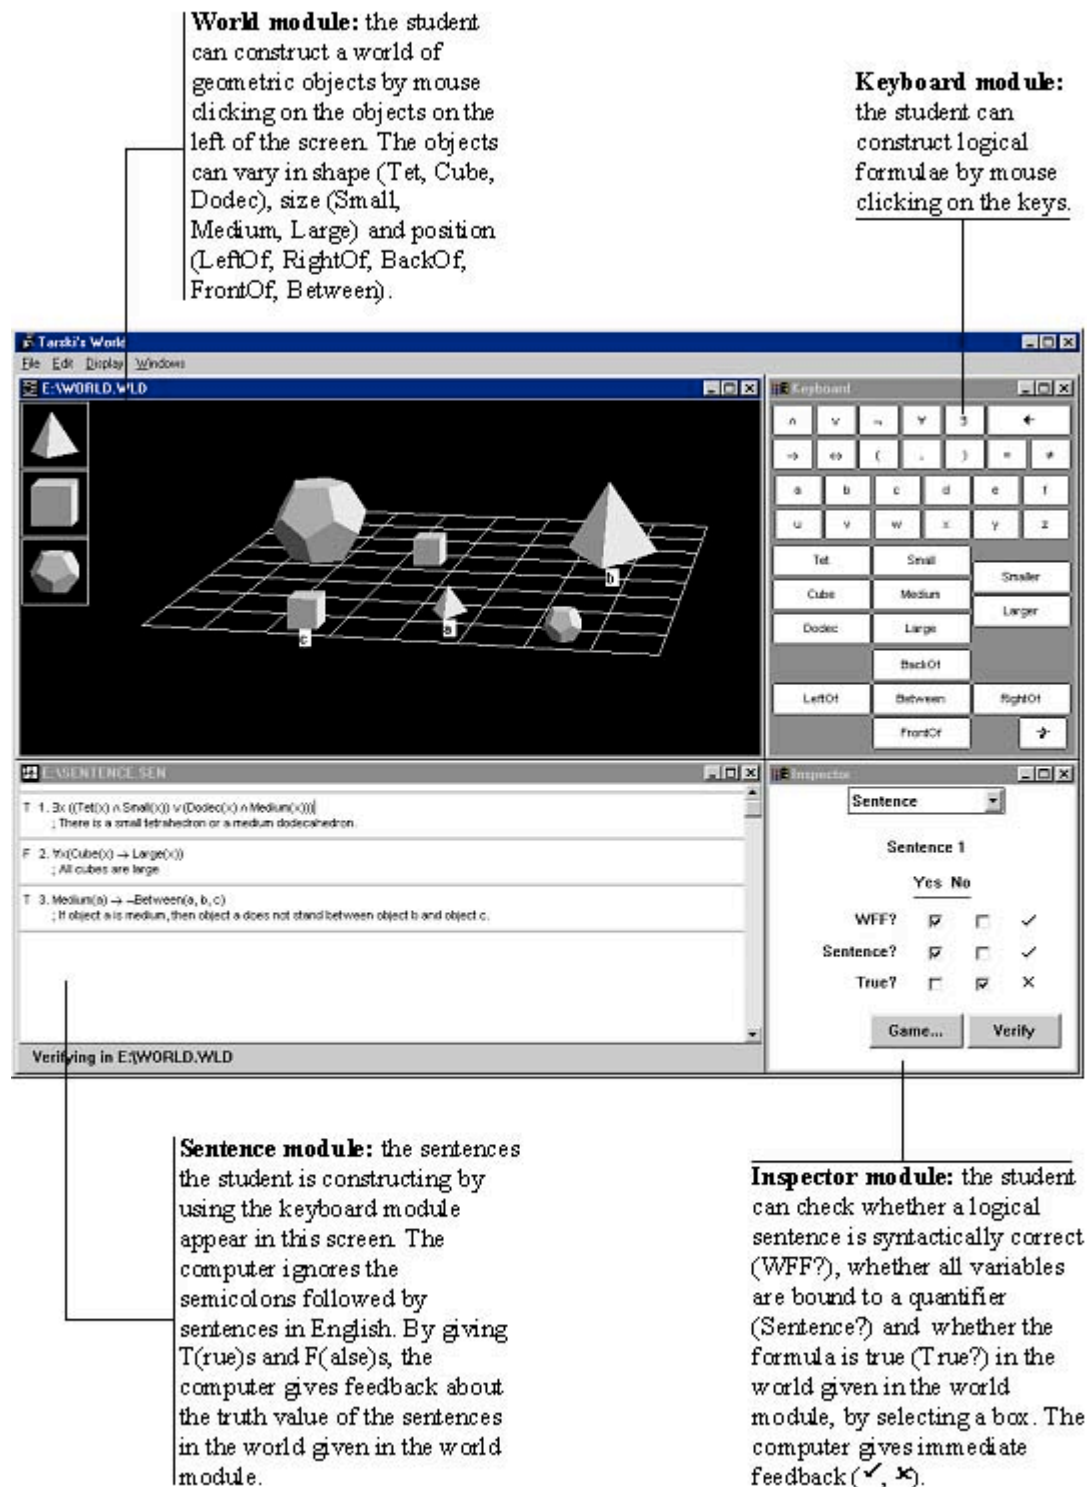 World module: the student
can construct a world of
geometric objects by mouse
clicking on the objects on the
left of the screen. The objects
can vary in shape (Tet, Cube,
Dodec), size (Small,
Medium, Large) and position
(LeftOf, RightOf, BackOf,
FrontOf, Between).
Keyboard module:
the student can
construct logical
formulae by mouse
clicking on the keys.
Tarski's World
File Edit Display Windows
E:\WORLD.WLD
b
a
c
Keyboard
∧ ∨ ¬ ∀ ∃ ←
→ ⇔ ( , ) = ≠
a b c d e f
u v w x y z
Tet Small
Smaller
Cube Medium
Larger
Dodec Large
BackOf
LeftOf Between RightOf
FrontOf
E:\SENTENCE.SEN
T 1. ∃x ((Tet(x) ∧ Small(x)) ∨ (Dodec(x) ∧ Medium(x)))
; There is a small tetrahedron or a medium dodecahedron.
F 2. ∀x(Cube(x) → Large(x))
; All cubes are large
T 3. Medium(a) → ¬Between(a, b, c)
; If object a is medium, then object a does not stand between object b and object c.
Verifying in E:\WORLD.WLD
Inspector
Sentence
Sentence 1
Yes No
WFF?
Sentence?
True?
Game... Verify
Sentence module: the sentences
the student is constructing by
using the keyboard module
appear in this screen. The
computer ignores the
semicolons followed by
sentences in English. By giving
T(rue)s and F(alse)s, the
computer gives feedback about
the truth value of the sentences
in the world given in the world
module.
Inspector module: the student
can check whether a logical
sentence is syntactically correct
(WFF?), whether all variables
are bound to a quantifier
(Sentence?) and whether the
formula is true (True?) in the
world given in the world
module, by selecting a box. The
computer gives immediate
feedback (✓, ✗).